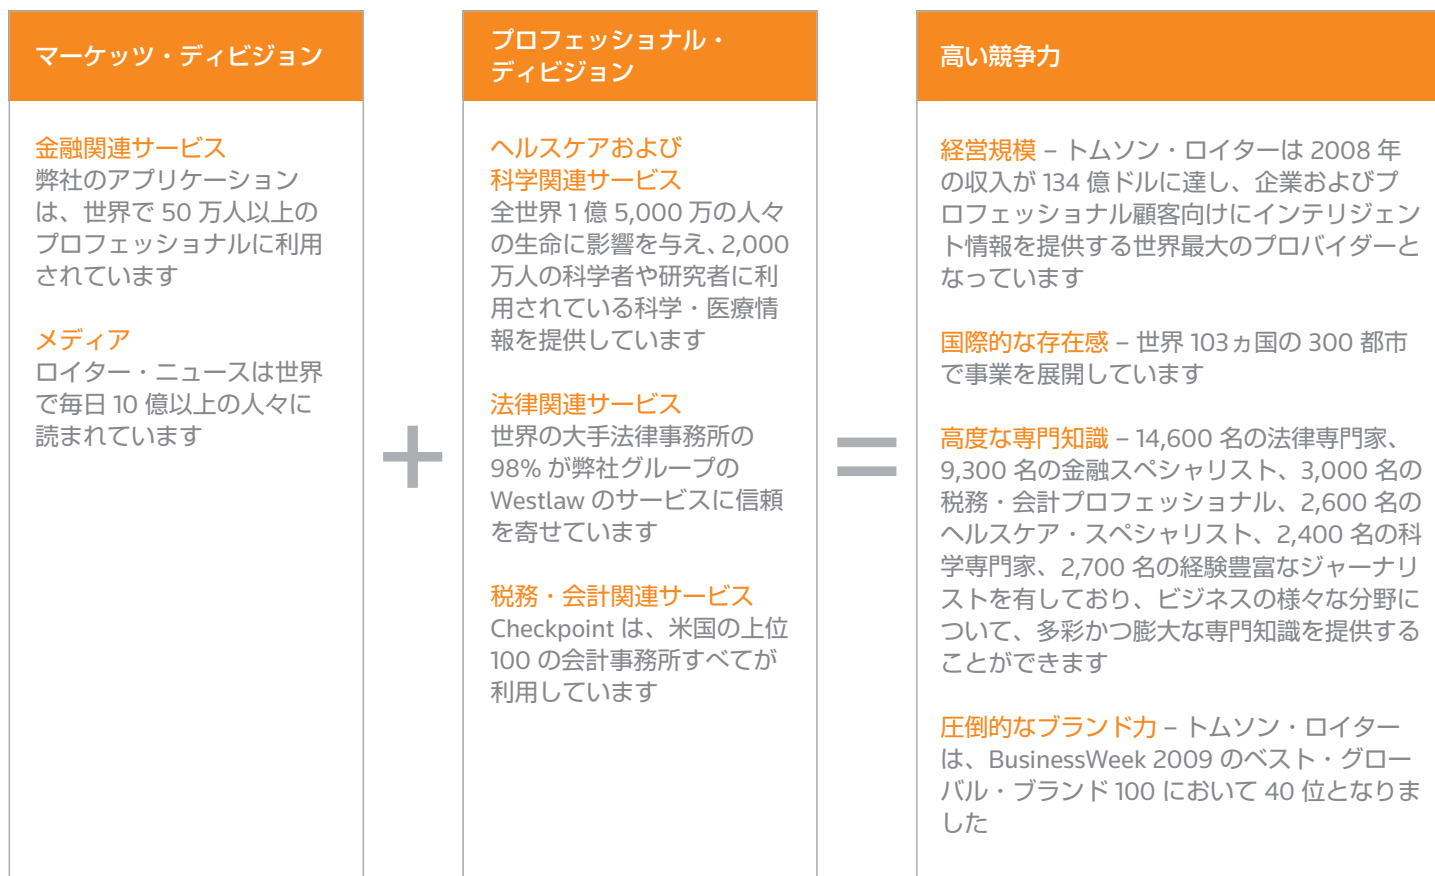 マーケッツ・ディビジョン
金融関連サービス
弊社のアプリケーション
は、世界で 50 万人以上の
プロフェッショナルに利用
されています
メディア
ロイター・ニュースは世界
で毎日 10 億以上の人々に
読まれています
+
プロフェッショナル・
ディビジョン
ヘルスケアおよび
科学関連サービス
全世界 1 億 5,000 万の人々
の生命に影響を与え、2,000
万人の科学者や研究者に利
用されている科学・医療情
報を提供しています
法律関連サービス
世界の大手法律事務所の
98% が弊社グループの
Westlaw のサービスに信頼
を寄せています
税務・会計関連サービス
Checkpoint は、米国の上位
100 の会計事務所すべてが
利用しています
=
高い競争力
経営規模 – トムソン・ロイターは 2008 年
の収入が 134 億ドルに達し、企業およびプ
ロフェッショナル顧客向けにインテリジェン
ト情報を提供する世界最大のプロバイダーと
なっています
国際的な存在感 – 世界 103ヵ国の 300 都市
で事業を展開しています
高度な専門知識 – 14,600 名の法律専門家、
9,300 名の金融スペシャリスト、3,000 名の
税務・会計プロフェッショナル、2,600 名の
ヘルスケア・スペシャリスト、2,400 名の科
学専門家、2,700 名の経験豊富なジャーナリ
ストを有しており、ビジネスの様々な分野に
ついて、多彩かつ膨大な専門知識を提供する
ことができます
圧倒的なブランド力 – トムソン・ロイター
は、BusinessWeek 2009 のベスト・グロー
バル・ブランド 100 において 40 位となりま
した